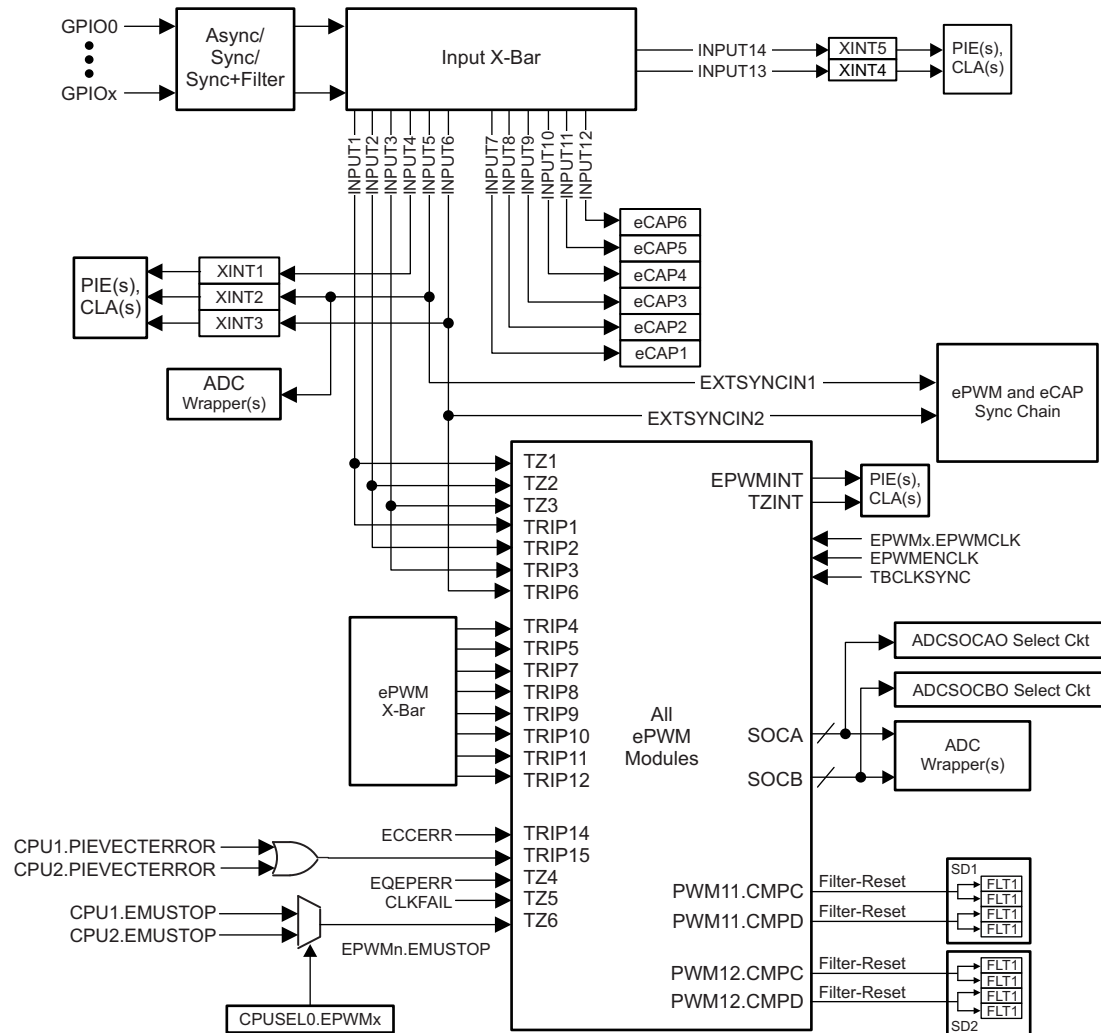 GPIO0
GPIOx
Async/
Sync/
Sync+Filter
Input X-Bar
INPUT14
INPUT13
XINT5
XINT4
PIE(s),
CLA(s)
INPUT1
INPUT2
INPUT3
INPUT4
INPUT5
INPUT6
INPUT7
INPUT8
INPUT9
INPUT10
INPUT11
INPUT12
eCAP6
eCAP5
eCAP4
eCAP3
eCAP2
eCAP1
PIE(s),
CLA(s)
XINT1
XINT2
XINT3
ADC
Wrapper(s)
EXTSYNCIN1
EXTSYNCIN2
ePWM and eCAP
Sync Chain
TZ1
TZ2
TZ3
TRIP1
TRIP2
TRIP3
TRIP6
EPWMINT
TZINT
PIE(s),
CLA(s)
EPWMx.EPWMCLK
EPWMENCLK
TBCLKSYNC
ePWM
X-Bar
TRIP4
TRIP5
TRIP7
TRIP8
TRIP9
TRIP10
TRIP11
TRIP12
All
ePWM
Modules
SOCA
SOCB
ADCSOCAO Select Ckt
ADCSOCBO Select Ckt
ADC
Wrapper(s)
CPU1.PIEVECTERROR
CPU2.PIEVECTERROR
ECCERR
TRIP14
TRIP15
EQEPERR
TZ4
CLKFAIL
TZ5
TZ6
CPU1.EMUSTOP
CPU2.EMUSTOP
EPWMn.EMUSTOP
CPUSEL0.EPWMx
PWM11.CMPC
Filter-Reset
PWM11.CMPD
Filter-Reset
SD1
FLT1
FLT1
FLT1
FLT1
PWM12.CMPC
Filter-Reset
PWM12.CMPD
Filter-Reset
FLT1
FLT1
FLT1
FLT1
SD2